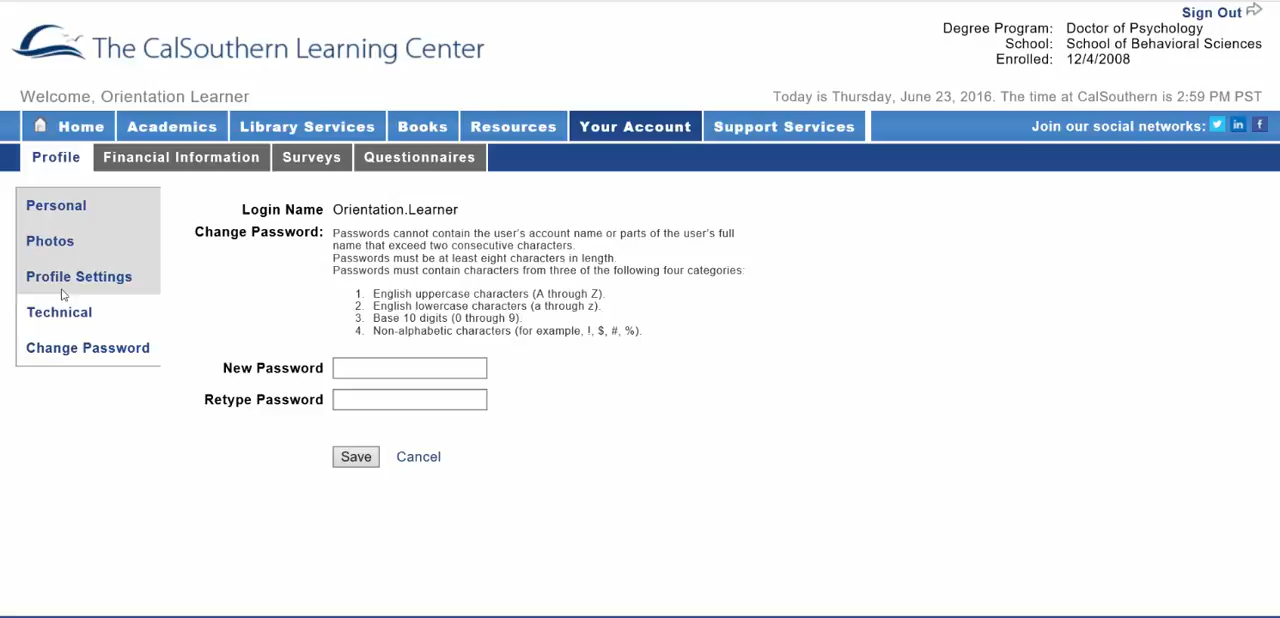 Sign Out
Degree Program: Doctor of Psychology
School: School of Behavioral Sciences
Enrolled: 12/4/2008
The CalSouthern Learning Center
Welcome, Orientation Learner
Today is Thursday, June 23, 2016. The time at CalSouthern is 2:59 PM PST
Home Academics Library Services Books Resources Your Account Support Services Join our social networks:
Profile Financial Information Surveys Questionnaires
Personal
Photos
Profile Settings
Technical
Change Password
Login Name Orientation.Learner
Change Password: Passwords cannot contain the user's account name or parts of the user's full
name that exceed two consecutive characters.
Passwords must be at least eight characters in length.
Passwords must contain characters from three of the following four categories:
1. English uppercase characters (A through Z).
2. English lowercase characters (a through z).
3. Base 10 digits (0 through 9).
4. Non-alphabetic characters (for example, !, $, #, %).
New Password
Retype Password
Save Cancel